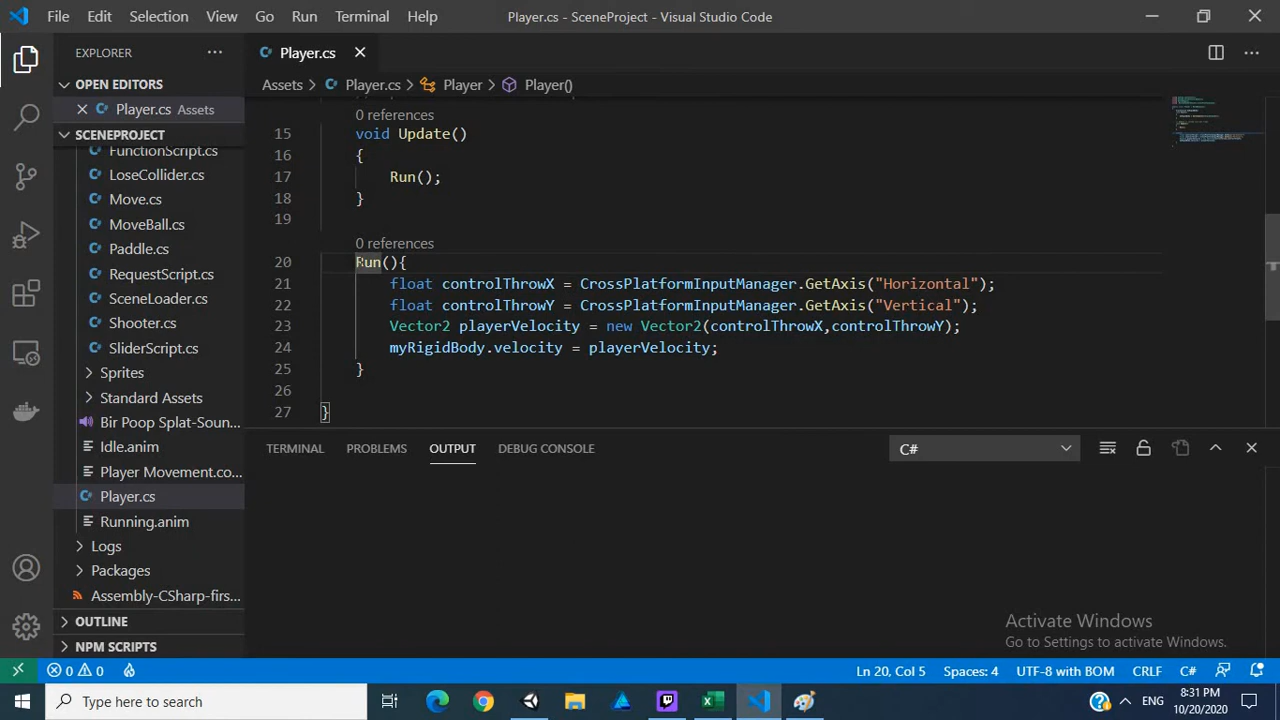 File Edit Selection View Go Run Terminal Help Player.cs - SceneProject - Visual Studio Code
EXPLORER
OPEN EDITORS
Player.cs Assets
SCENEPROJECT
FunctionScript.cs
LoseCollider.cs
Move.cs
MoveBall.cs
Paddle.cs
RequestScript.cs
SceneLoader.cs
Shooter.cs
SliderScript.cs
Sprites
Standard Assets
Bir Poop Splat-Soun...
Idle.anim
Player Movement.co...
Player.cs
Running.anim
Logs
Packages
Assembly-CSharp-firs...
OUTLINE
NPM SCRIPTS
Player.cs
Assets > Player.cs > Player > Player()
0 references
15 void Update()
16 {
17 Run();
18 }
19
0 references
20 Run(){
21 float controlThrowX = CrossPlatformInputManager.GetAxis("Horizontal");
22 float controlThrowY = CrossPlatformInputManager.GetAxis("Vertical");
23 Vector2 playerVelocity = new Vector2(controlThrowX,controlThrowY);
24 myRigidBody.velocity = playerVelocity;
25 }
26
27 }
TERMINAL PROBLEMS OUTPUT DEBUG CONSOLE C#
Activate Windows
Go to Settings to activate Windows.
0 0 Ln 20, Col 5 Spaces: 4 UTF-8 with BOM CRLF C#
Type here to search
ENG
8:31 PM
10/20/2020